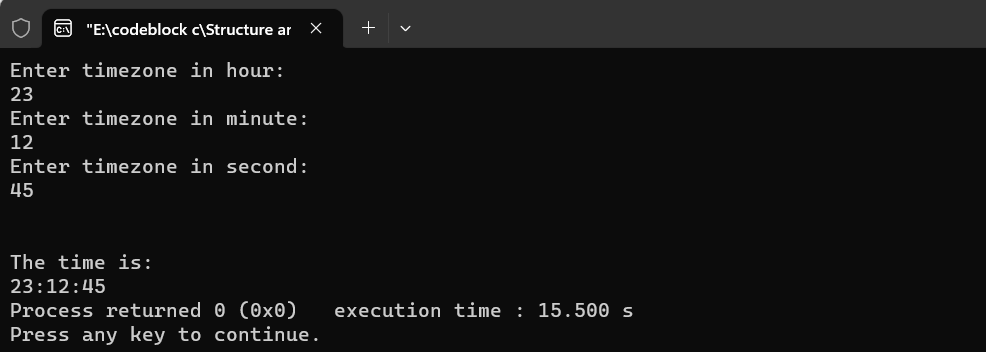 "E:\codeblock c\Structure ar
Enter timezone in hour:
23
Enter timezone in minute:
12
Enter timezone in second:
45
The time is:
23:12:45
Process returned 0 (0x0)   execution time : 15.500 s
Press any key to continue.